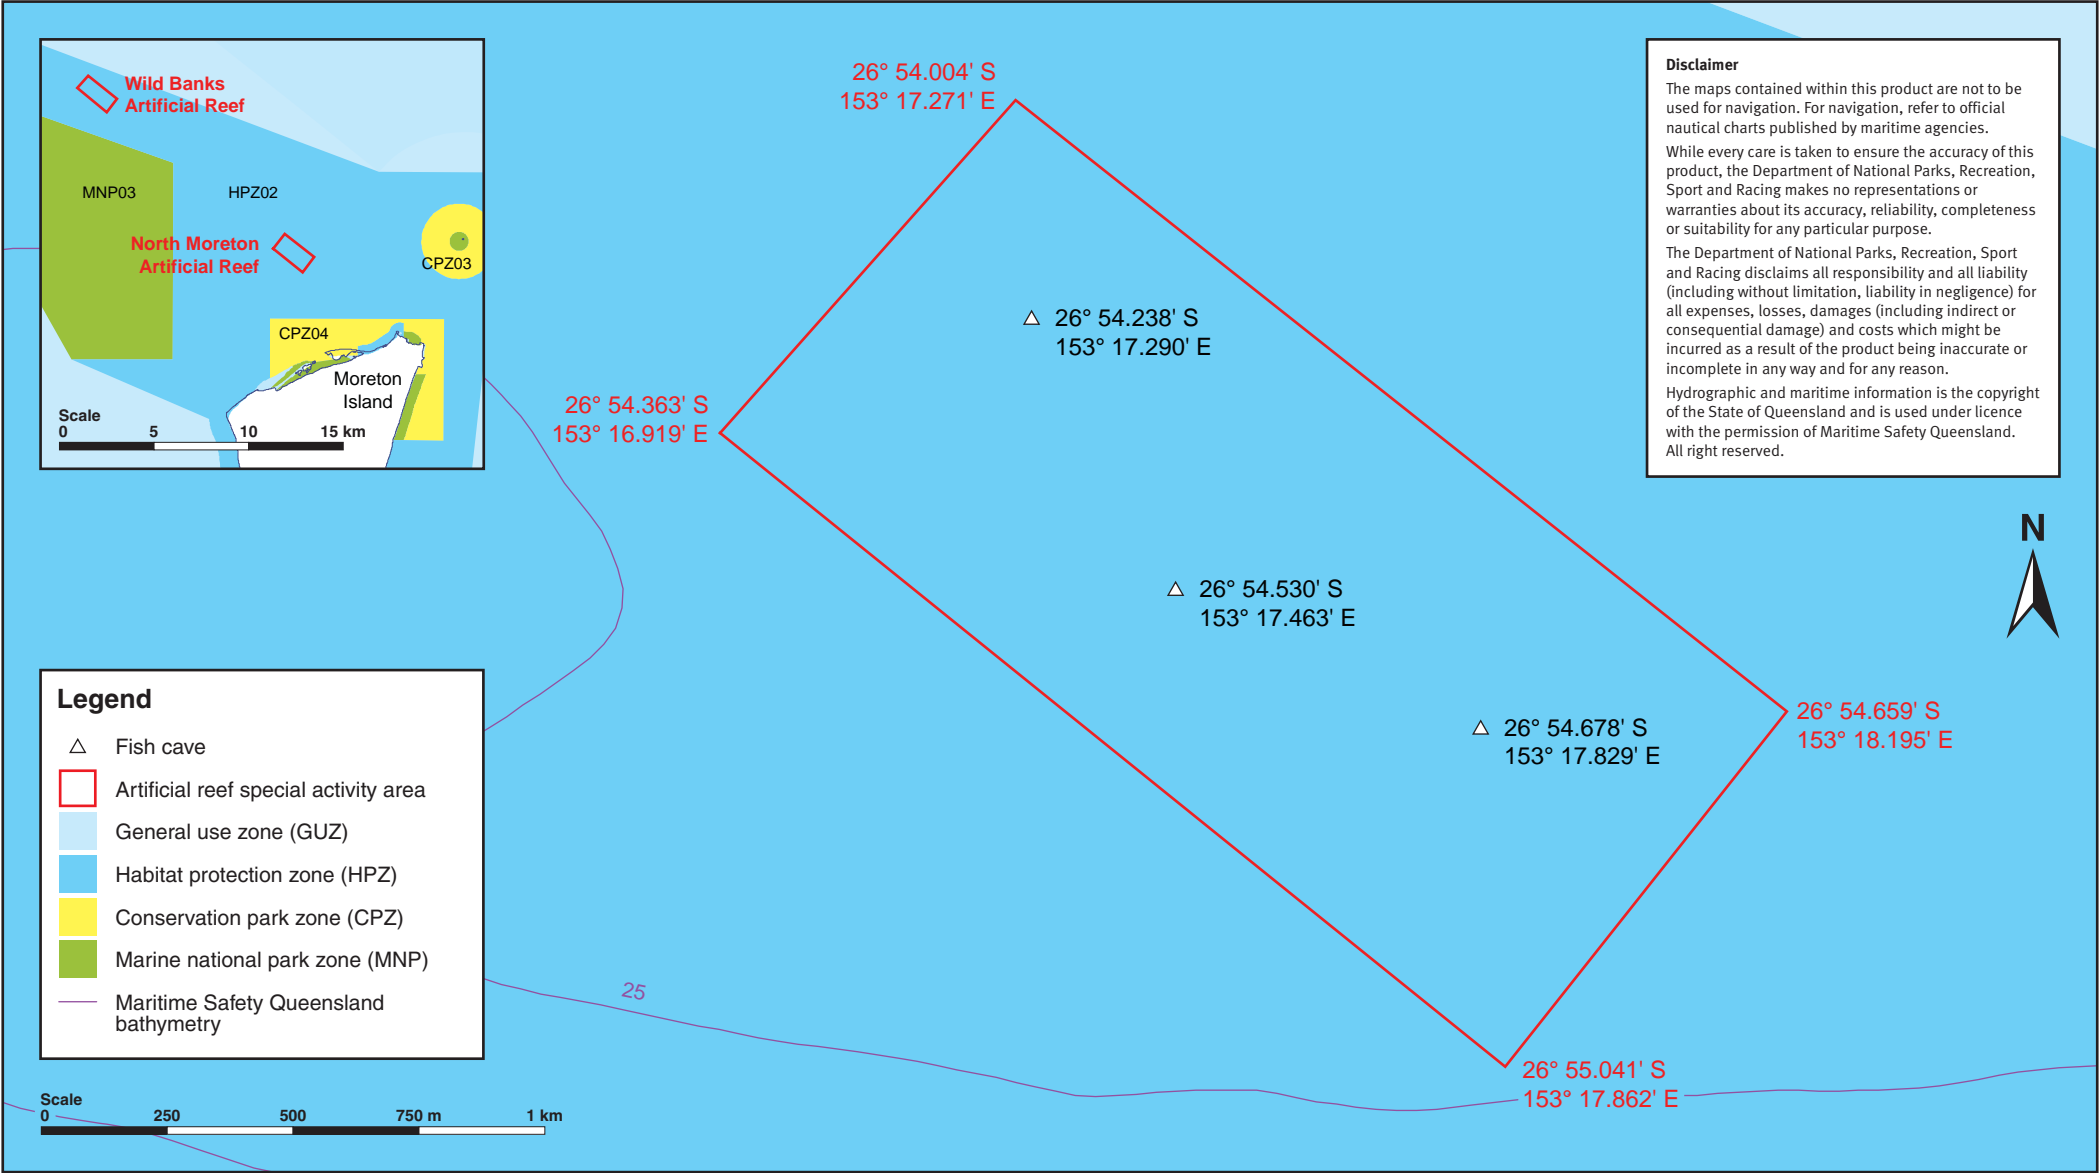 Wild Banks
Artificial Reef
MNP03
HPZ02
North Moreton
Artificial Reef
CPZ03
CPZ04
Moreton
Island
Scale
0 5 10 15 km
26° 54.004' S
153° 17.271' E
26° 54.238' S
153° 17.290' E
26° 54.363' S
153° 16.919' E
26° 54.530' S
153° 17.463' E
26° 54.678' S
153° 17.829' E
26° 54.659' S
153° 18.195' E
26° 55.041' S
153° 17.862' E
Disclaimer
The maps contained within this product are not to be
used for navigation. For navigation, refer to official
nautical charts published by maritime agencies.
While every care is taken to ensure the accuracy of this
product, the Department of National Parks, Recreation,
Sport and Racing makes no representations or
warranties about its accuracy, reliability, completeness
or suitability for any particular purpose.
The Department of National Parks, Recreation, Sport
and Racing disclaims all responsibility and all liability
(including without limitation, liability in negligence) for
all expenses, losses, damages (including indirect or
consequential damage) and costs which might be
incurred as a result of the product being inaccurate or
incomplete in any way and for any reason.
Hydrographic and maritime information is the copyright
of the State of Queensland and is used under licence
with the permission of Maritime Safety Queensland.
All right reserved.
N
Legend
Fish cave
Artificial reef special activity area
General use zone (GUZ)
Habitat protection zone (HPZ)
Conservation park zone (CPZ)
Marine national park zone (MNP)
Maritime Safety Queensland
bathymetry
25
Scale
0 250 500 750 m 1 km